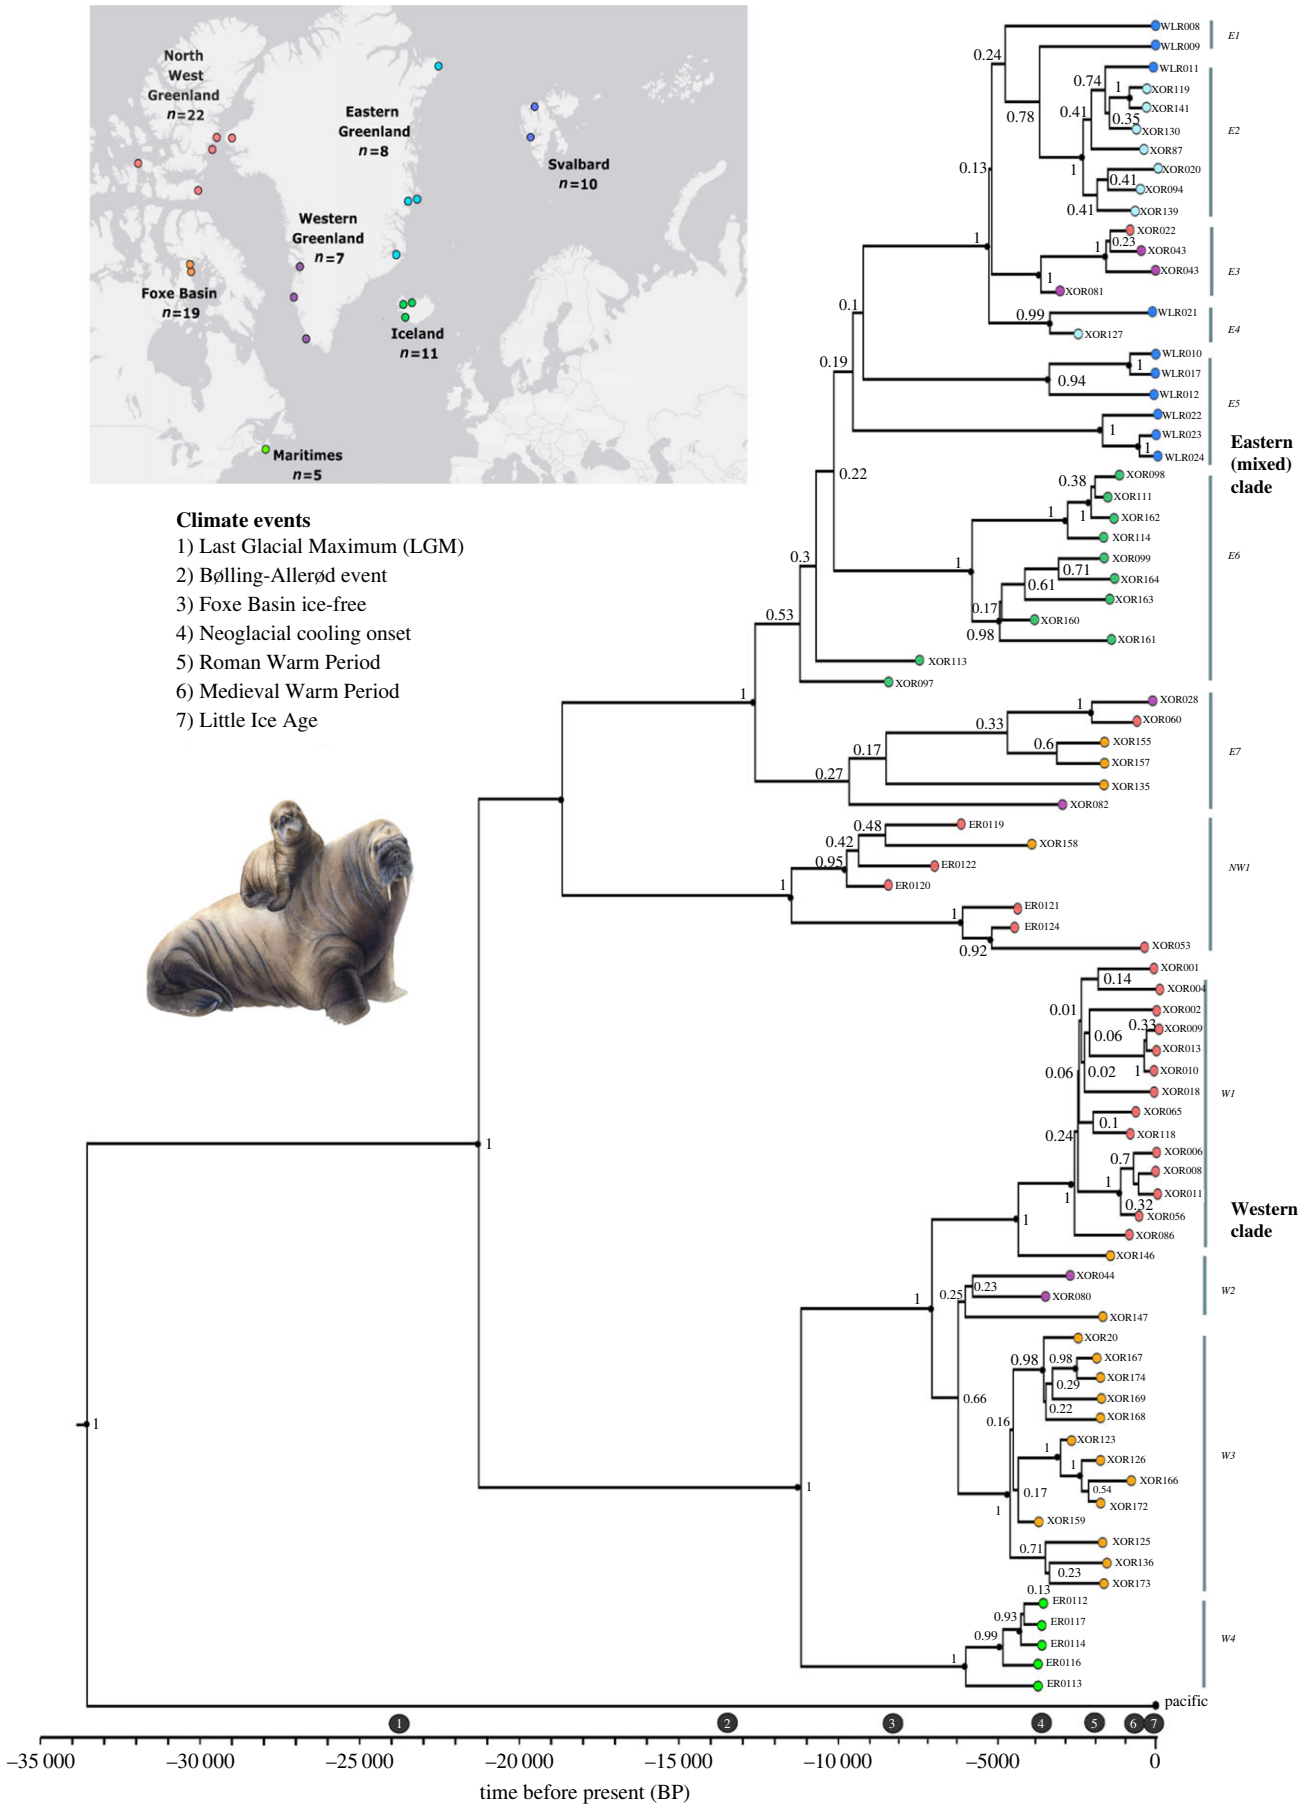 North
West
Greenland
n=22
Eastern
Greenland
n=8
Svalbard
n=10
Western
Greenland
n=7
Foxe Basin
n=19
Iceland
n=11
Maritimes
n=5
Climate events
1) Last Glacial Maximum (LGM)
2) Bølling-Allerød event
3) Foxe Basin ice-free
4) Neoglacial cooling onset
5) Roman Warm Period
6) Medieval Warm Period
7) Little Ice Age
WLR008
E1
WLR009
0.24
WLR011
0.74
1
XOR119
XOR141
0.78
0.41
0.35
XOR130
E2
XOR87
0.13
1
XOR020
0.41
XOR094
0.41
XOR139
XOR022
1
1
0.23
XOR043
XOR043
E3
1
XOR081
0.1
0.99
WLR021
E4
XOR127
WLR010
0.19
1
WLR017
0.94
WLR012
E5
WLR022
1
WLR023
1
WLR024
Eastern
(mixed)
clade
0.22
XOR098
0.38
XOR111
1
1
XOR162
XOR114
0.3
1
XOR099
E6
0.71
XOR164
0.61
XOR163
0.53
0.17
XOR160
0.98
XOR161
XOR113
XOR097
1
1
XOR028
XOR060
0.33
0.17
0.6
XOR155
E7
XOR157
0.27
XOR135
XOR082
0.48
ER0119
0.42
XOR158
0.95
ER0122
NW1
1
ER0120
1
ER0121
ER0124
0.92
XOR053
XOR001
0.14
XOR004
0.01
XOR002
0.33
XOR009
0.06
XOR013
0.06
0.02
1
XOR010
XOR018
W1
XOR065
0.1
0.24
XOR118
1
0.7
XOR006
XOR008
1
1
XOR011
0.32
XOR056
Western
clade
1
XOR086
XOR146
XOR044
1
0.25
0.23
XOR080
W2
XOR147
XOR20
0.98
0.98
XOR167
0.29
XOR174
0.66
XOR169
0.22
XOR168
1
0.16
XOR123
1
1
XOR126
W3
XOR166
1
0.17
0.54
XOR172
1
XOR159
0.71
XOR125
XOR136
0.23
XOR173
0.13
ER0112
0.93
ER0117
0.99
ER0114
W4
1
ER0116
ER0113
pacific
1 2 3 4 5 6 7
–35 000 –30 000 –25 000 –20 000 –15 000 –10 000 –5000 0
time before present (BP)